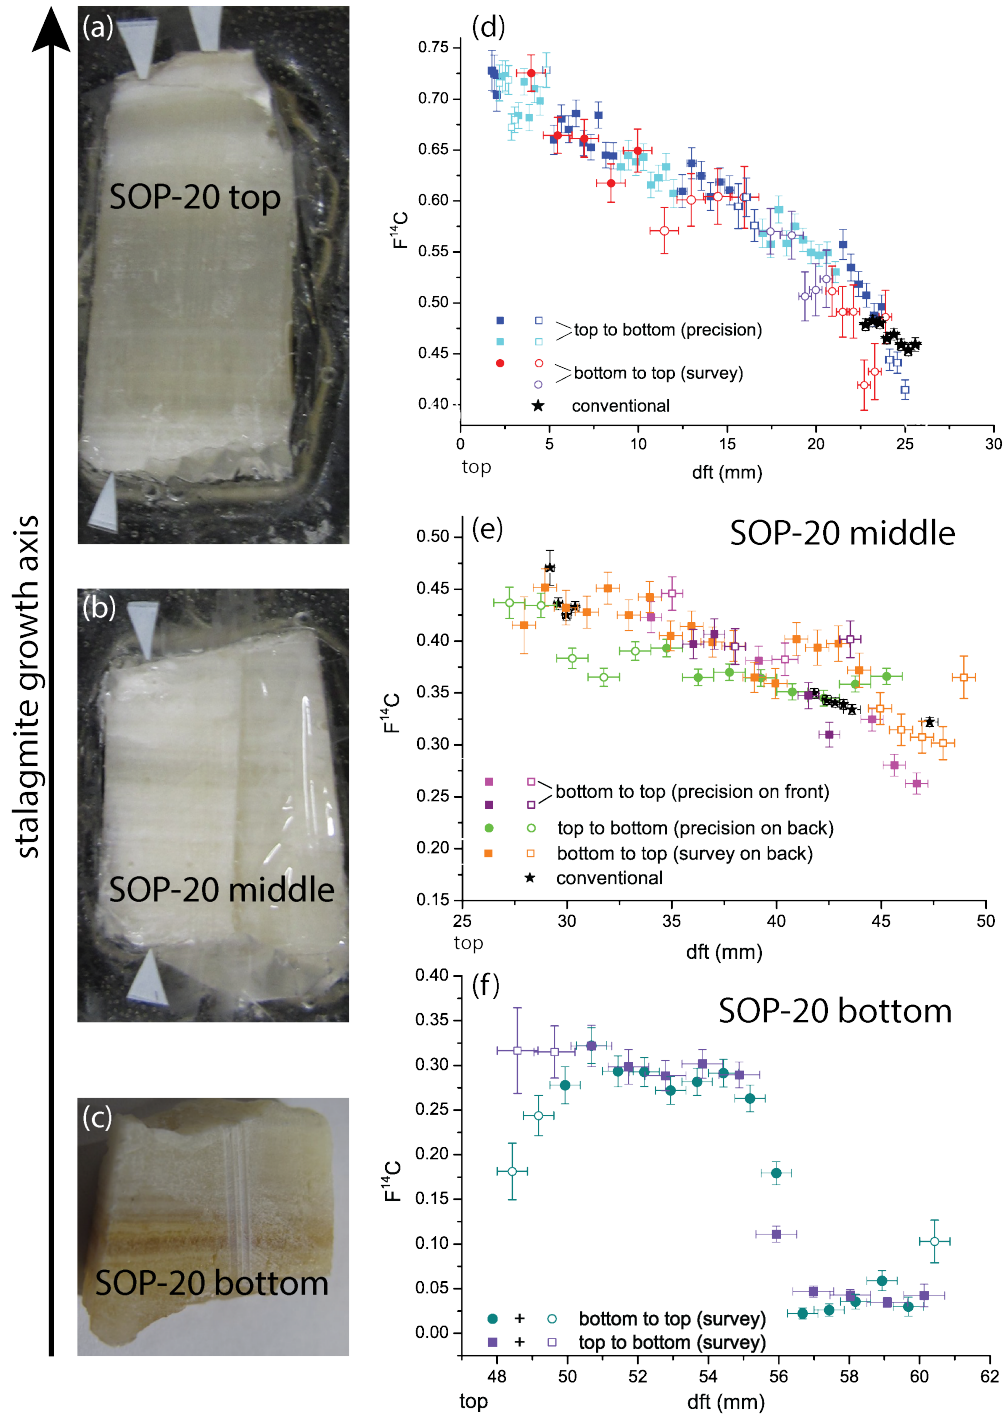 stalagmite growth axis
(a)
SOP-20 top
(b)
SOP-20 middle
(c)
SOP-20 bottom
(d)
0.75
0.70
0.65
0.60
0.55
0.50
0.45
0.40
F¹⁴C
top to bottom (precision)
bottom to top (survey)
conventional
0 5 10 15 20 25 30
top
dft (mm)
(e)
SOP-20 middle
0.50
0.45
0.40
0.35
0.30
0.25
0.20
0.15
F¹⁴C
bottom to top (precision on front)
top to bottom (precision on back)
bottom to top (survey on back)
conventional
25 30 35 40 45 50
top
dft (mm)
(f)
SOP-20 bottom
0.40
0.35
0.30
0.25
0.20
0.15
0.10
0.05
0.00
F¹⁴C
+ bottom to top (survey)
+ top to bottom (survey)
48 50 52 54 56 58 60 62
top
dft (mm)